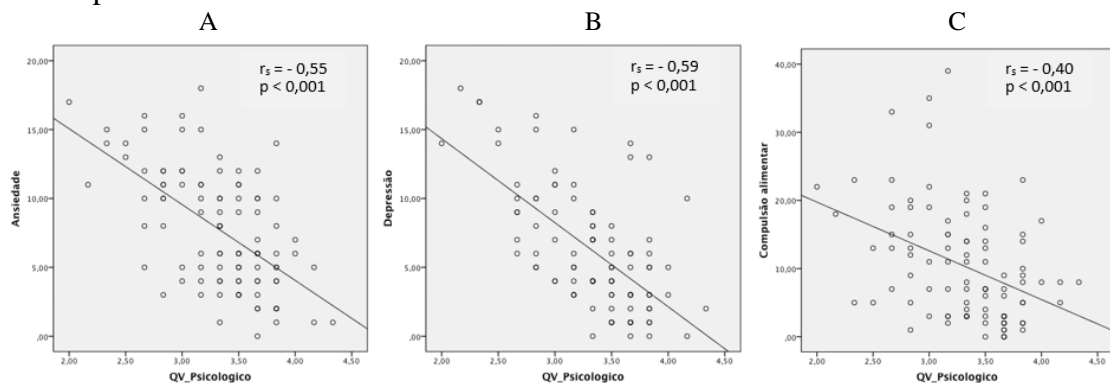 A
B
C
rₛ = - 0,55
p < 0,001
20,00
15,00
10,00
5,00
,00
Ansiedade
2,00 2,50 3,00 3,50 4,00 4,50
QV_Psicologico
rₛ = - 0,59
p < 0,001
20,00
15,00
10,00
5,00
,00
Depressão
2,00 2,50 3,00 3,50 4,00 4,50
QV_Psicologico
rₛ = - 0,40
p < 0,001
40,00
30,00
20,00
10,00
,00
Compulsão alimentar
2,00 2,50 3,00 3,50 4,00 4,50
QV_Psicologico